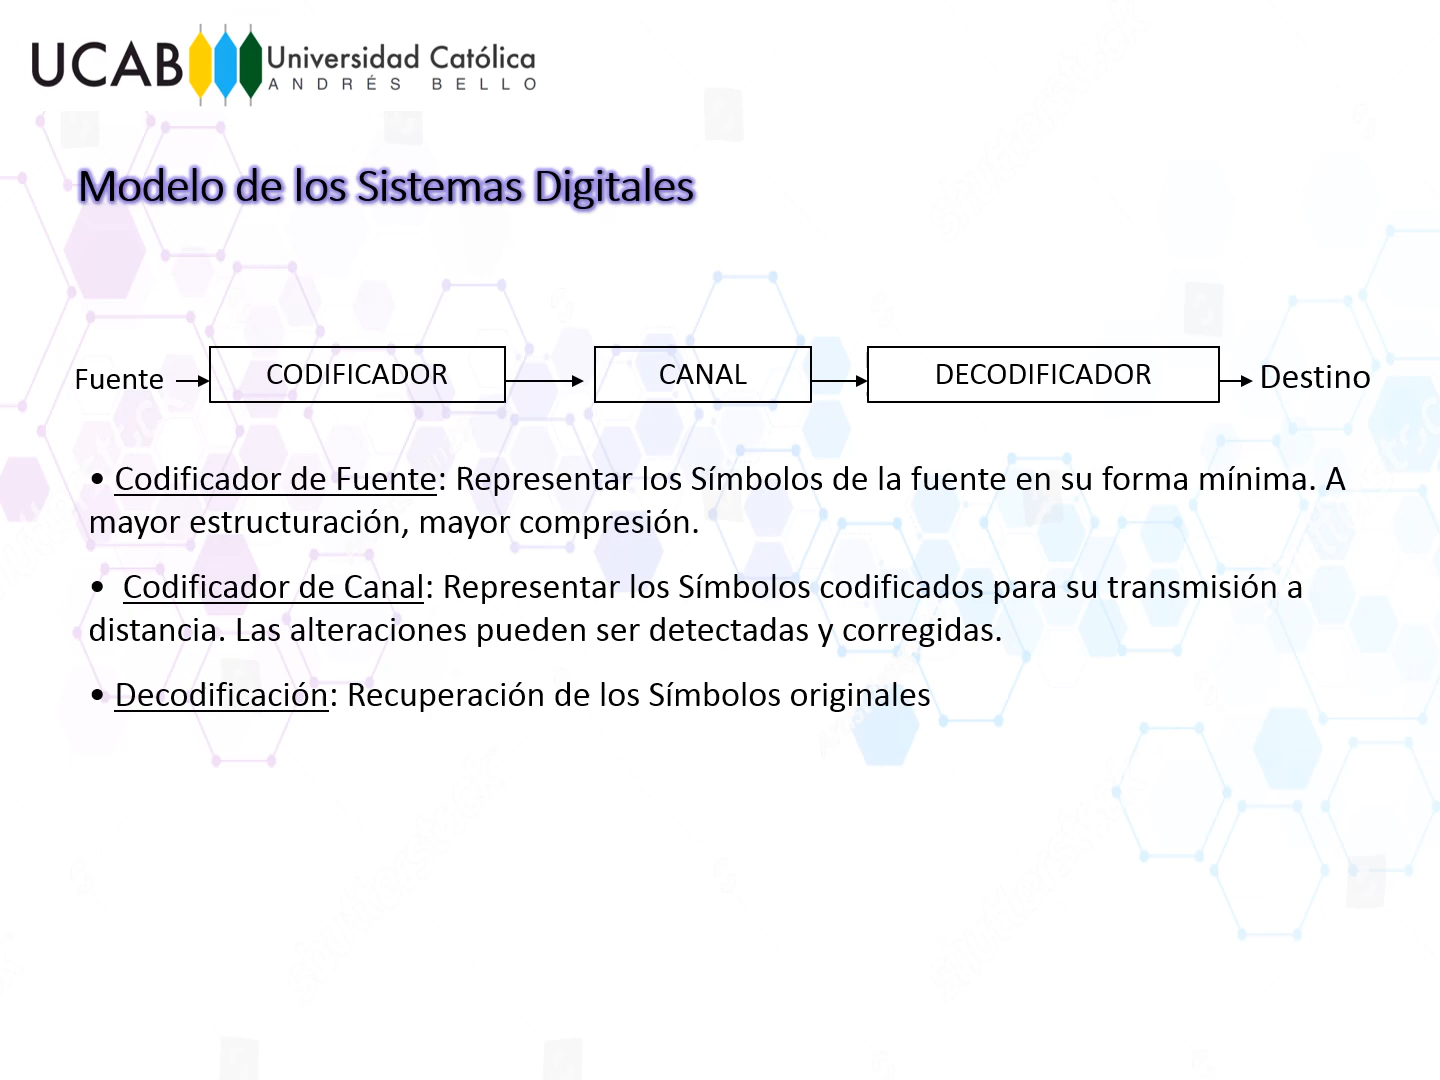 UCAB Universidad Católica
ANDRÉS BELLO
Modelo de los Sistemas Digitales
Fuente CODIFICADOR CANAL DECODIFICADOR Destino
• Codificador de Fuente: Representar los Símbolos de la fuente en su forma mínima. A
mayor estructuración, mayor compresión.
• Codificador de Canal: Representar los Símbolos codificados para su transmisión a
distancia. Las alteraciones pueden ser detectadas y corregidas.
• Decodificación: Recuperación de los Símbolos originales